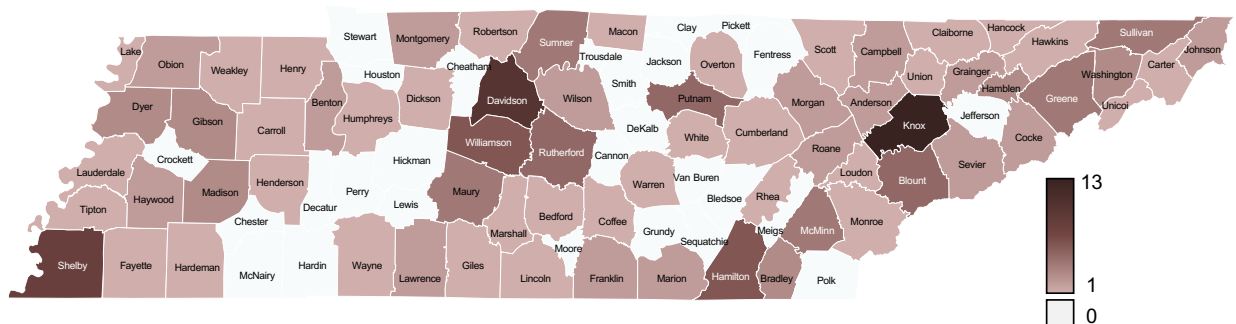 Stewart
Montgomery
Robertson
Sumner
Macon
Clay
Pickett
Claiborne
Hancock
Sullivan
Lake
Obion
Weakley
Henry
Houston
Cheatham
Trousdale
Jackson
Overton
Fentress
Scott
Campbell
Union
Grainger
Hawkins
Hamblen
Washington
Carter
Johnson
Dyer
Gibson
Carroll
Benton
Humphreys
Dickson
Davidson
Wilson
Smith
Putnam
Morgan
Anderson
Knox
Jefferson
Greene
Unicoi
Crockett
Hickman
Williamson
Rutherford
DeKalb
Cannon
White
Cumberland
Roane
Loudon
Blount
Sevier
Cocke
Lauderdale
Tipton
Haywood
Madison
Henderson
Chester
Decatur
Perry
Lewis
Maury
Marshall
Bedford
Coffee
Warren
Van Buren
Bledsoe
Rhea
Meigs
McMinn
Monroe
Shelby
Fayette
Hardeman
McNairy
Hardin
Wayne
Lawrence
Giles
Lincoln
Moore
Franklin
Grundy
Sequatchie
Marion
Hamilton
Bradley
Polk
13
1
0